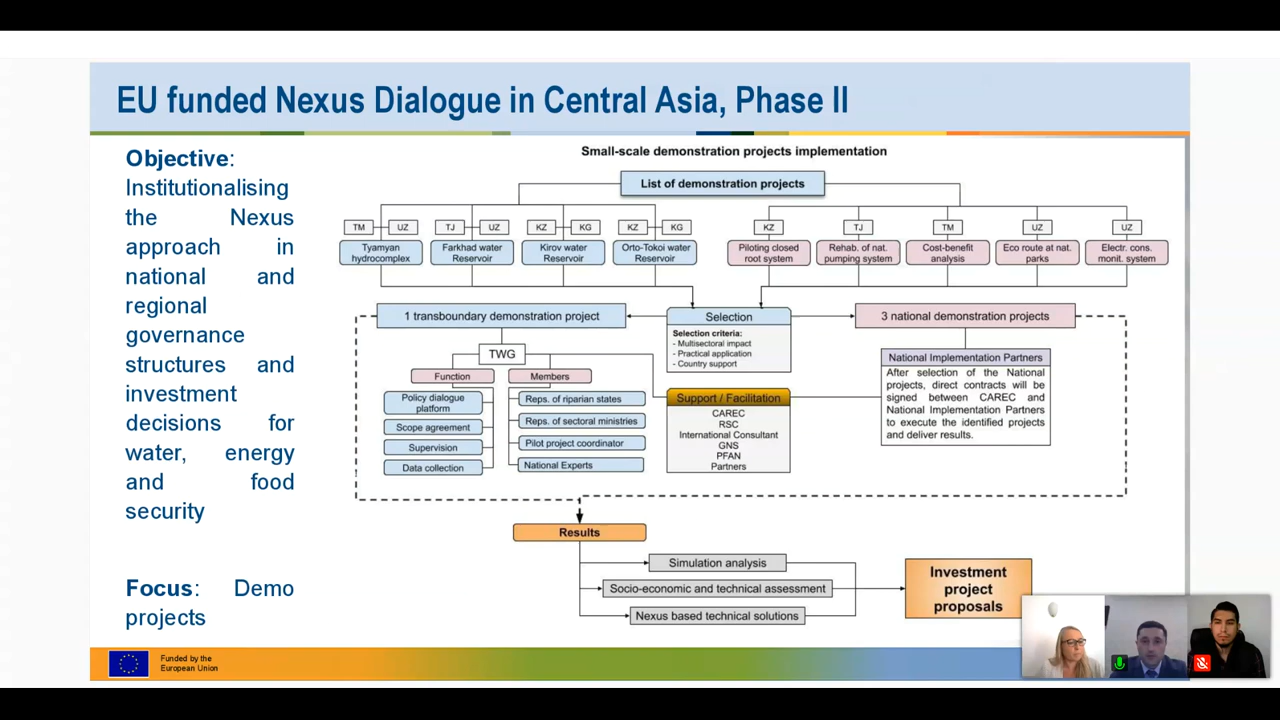 EU funded Nexus Dialogue in Central Asia, Phase II
Objective:
Institutionalising
the Nexus
approach in
national and
regional
governance
structures and
investment
decisions for
water, energy
and food
security
Focus: Demo
projects
Small-scale demonstration projects implementation
List of demonstration projects
TM UZ TJ UZ KZ KG KZ KG KZ TJ TM UZ UZ
Tyamyan
hydrocomplex
Farkhad water
Reservoir
Kirov water
Reservoir
Orto-Tokoi water
Reservoir
Piloting closed
root system
Rehab. of nat.
pumping system
Cost-benefit
analysis
Eco route at nat.
parks
Electr. cons.
monit. system
1 transboundary demonstration project
TWG
Function
Policy dialogue
platform
Scope agreement
Supervision
Data collection
Members
Reps. of riparian states
Reps. of sectoral ministries
Pilot project coordinator
National Experts
Selection
Selection criteria:
- Multisectoral impact
- Practical application
- Country support
Support / Facilitation
CAREC
RSC
International Consultant
GNS
PFAN
Partners
3 national demonstration projects
National Implementation Partners
After selection of the National
projects, direct contracts will be
signed between CAREC and
National Implementation Partners
to execute the identified projects
and deliver results.
Results
Simulation analysis
Socio-economic and technical assessment
Nexus based technical solutions
Investment
project
proposals
Funded by the
European Union